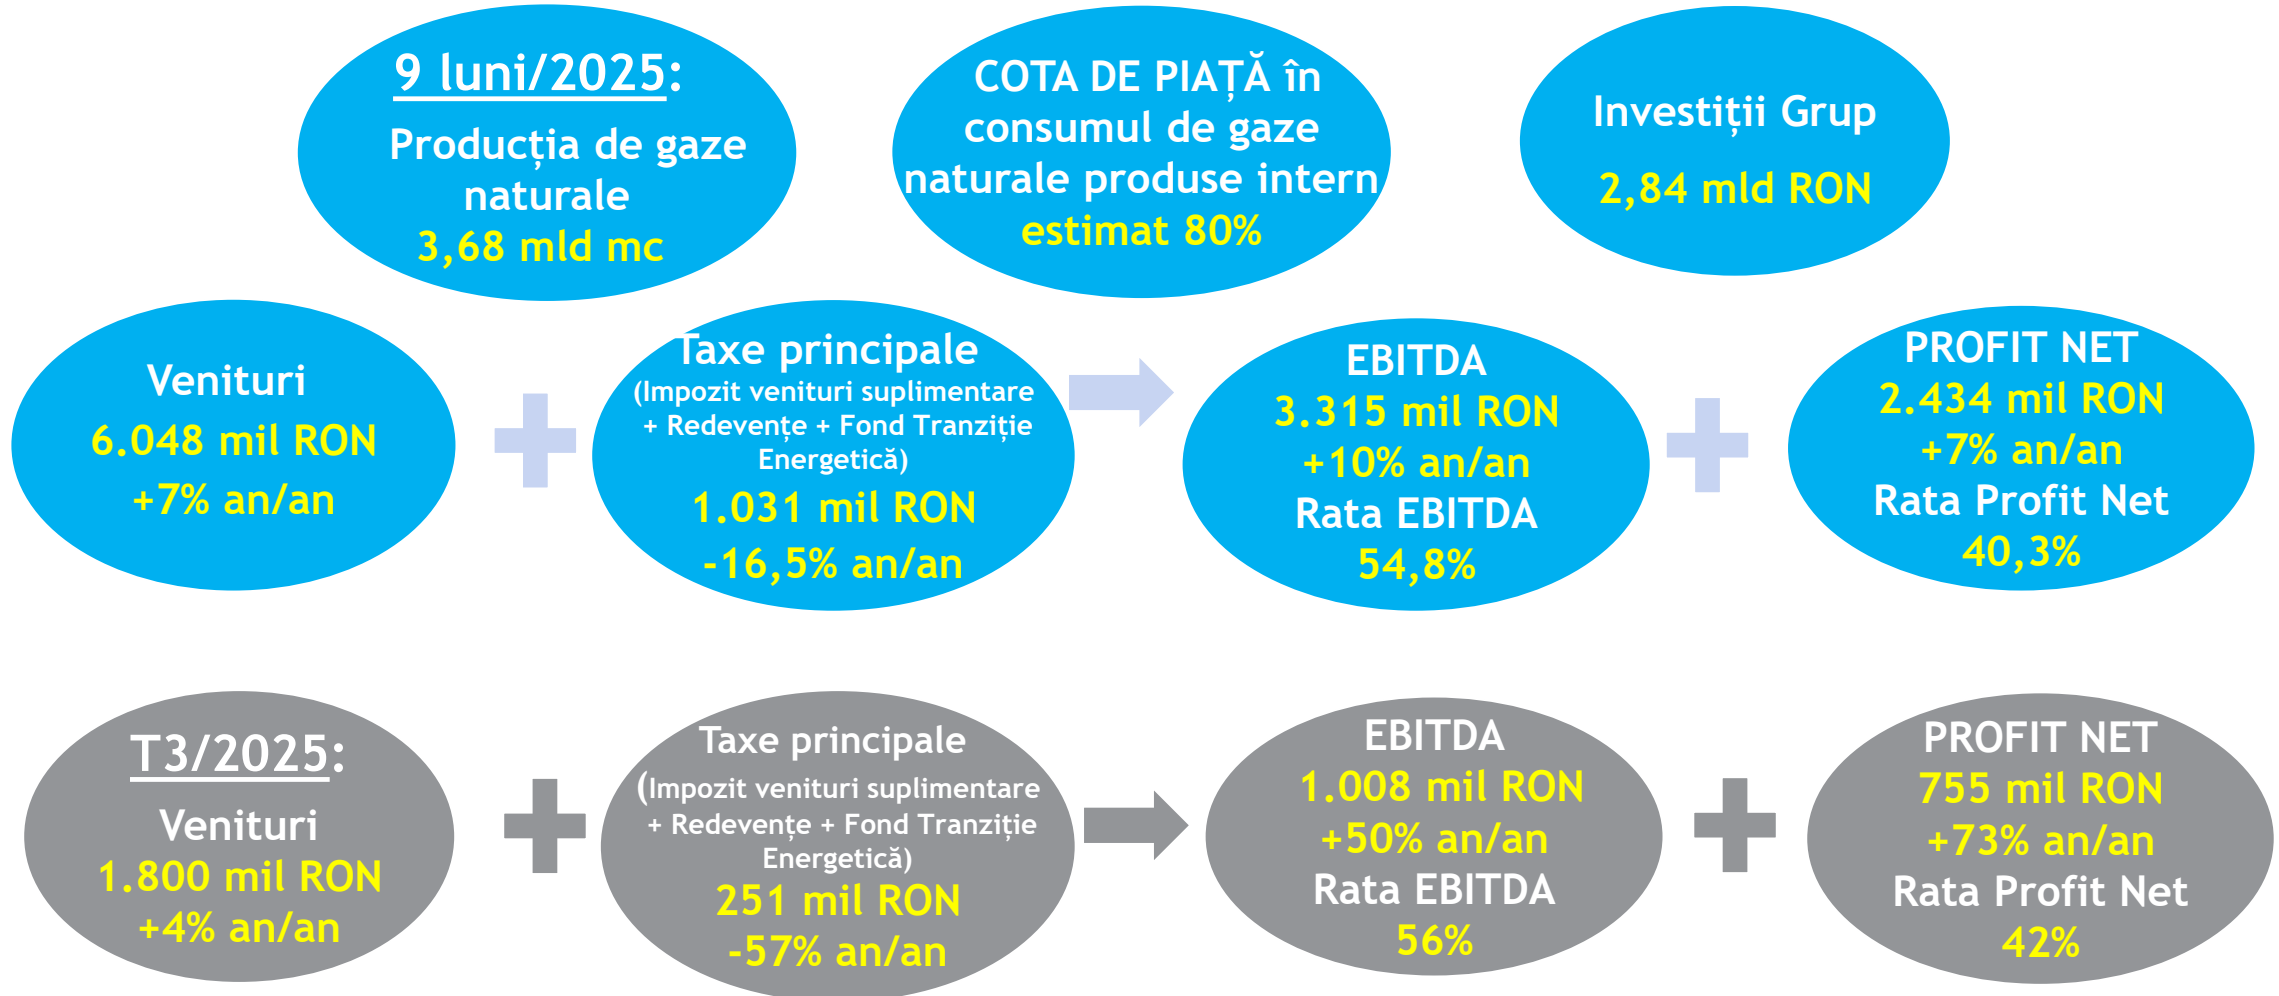 9 luni/2025:
Producția de gaze
naturale
3,68 mld mc
COTA DE PIAȚĂ în
consumul de gaze
naturale produse intern
estimat 80%
Investiții Grup
2,84 mld RON
Venituri
6.048 mil RON
+7% an/an
Taxe principale
(Impozit venituri suplimentare
+ Redevențe + Fond Tranziție
Energetică)
1.031 mil RON
-16,5% an/an
EBITDA
3.315 mil RON
+10% an/an
Rata EBITDA
54,8%
PROFIT NET
2.434 mil RON
+7% an/an
Rata Profit Net
40,3%
T3/2025:
Venituri
1.800 mil RON
+4% an/an
Taxe principale
(Impozit venituri suplimentare
+ Redevențe + Fond Tranziție
Energetică)
251 mil RON
-57% an/an
EBITDA
1.008 mil RON
+50% an/an
Rata EBITDA
56%
PROFIT NET
755 mil RON
+73% an/an
Rata Profit Net
42%